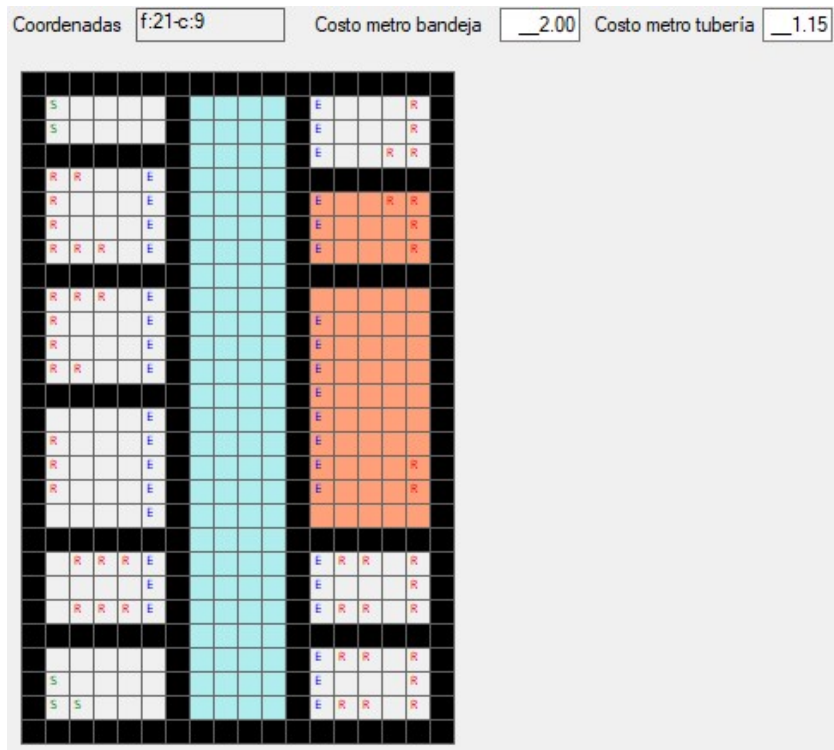 Coordenadas f:21-c:9 Costo metro bandeja __2.00 Costo metro tubería __1.15
S E R
S E R
E R R
R R E
R E E R R
R E E R
R R R E E R
R R R E
R E E
R E E
R R E E
E
E E
R E E
R E E R
R E E R
E
R R R E E R R R
E E R
R R R E E R R R
E R R R
S E R
S S E R R R